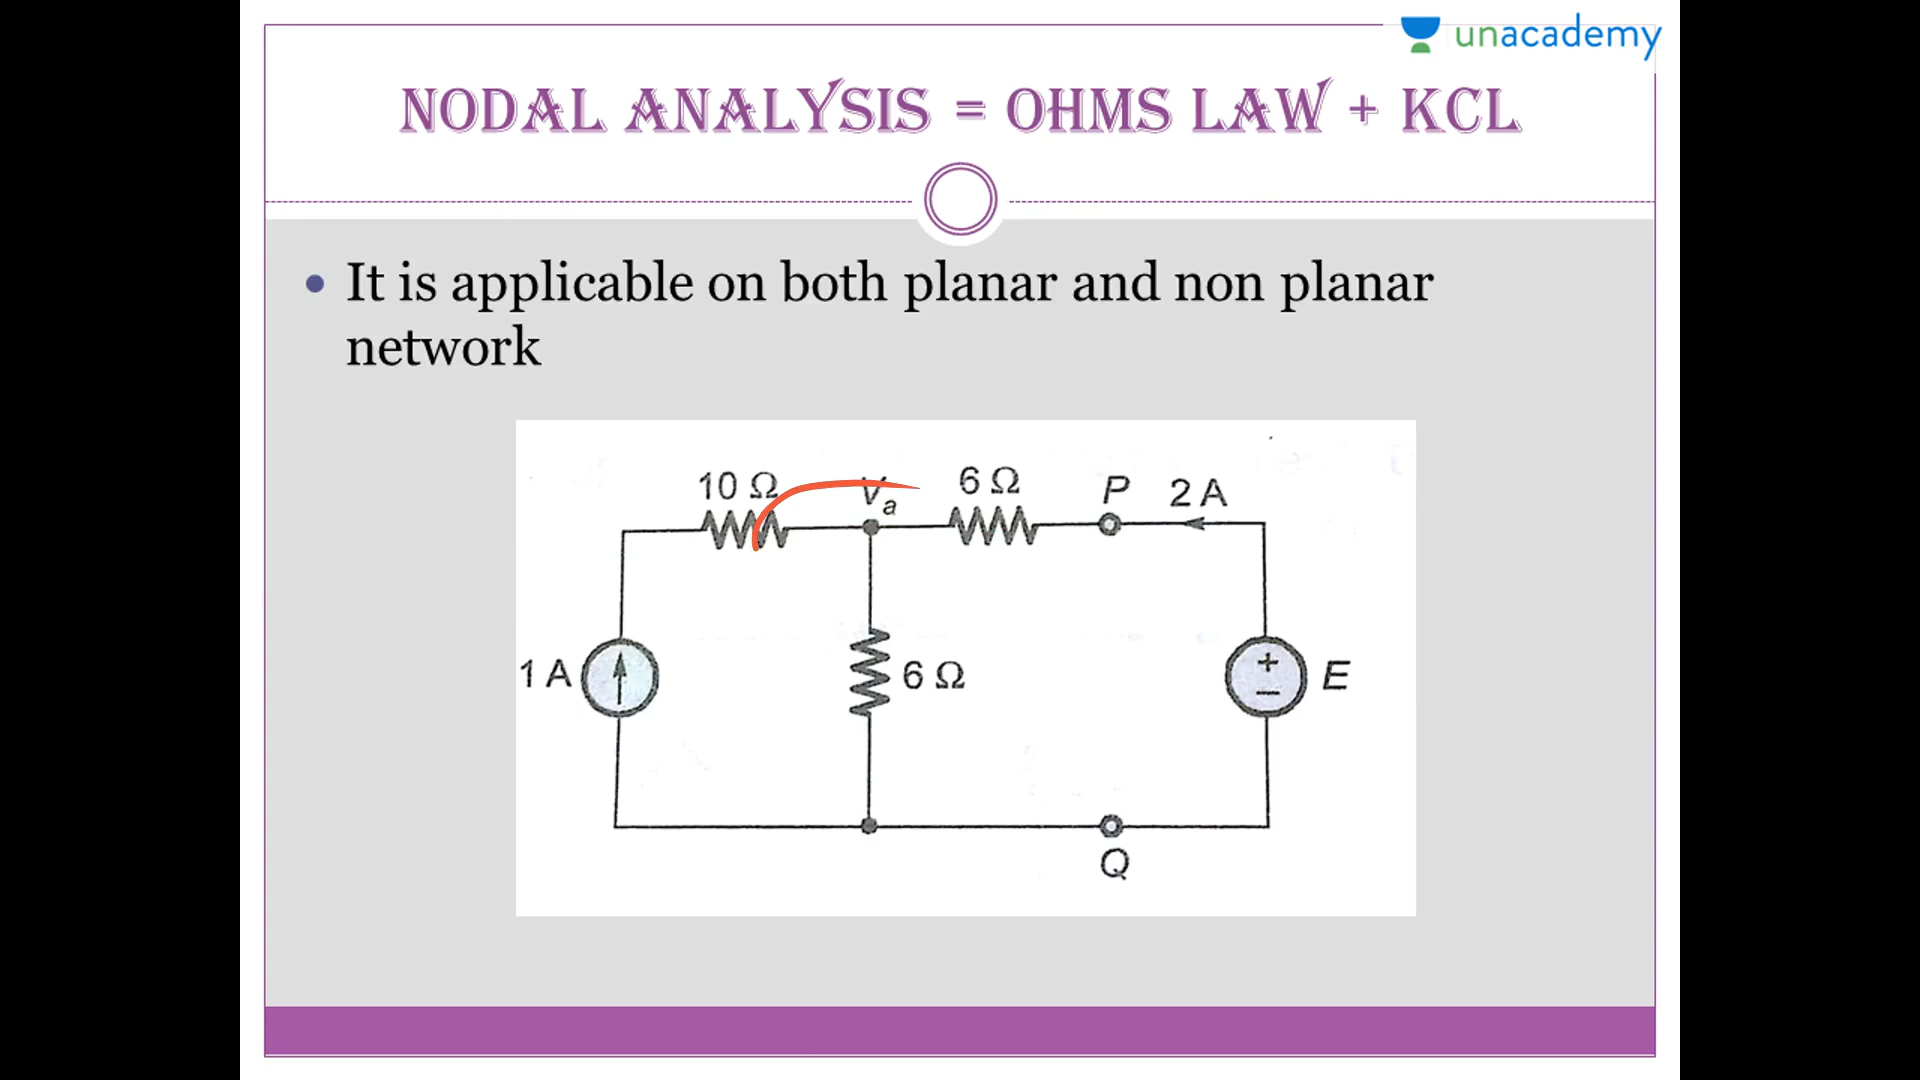 unacademy
NODAL ANALYSIS = OHMS LAW + KCL
• It is applicable on both planar and non planar
network
10 Ω
Va
6 Ω
P
2 A
1 A
6 Ω
+
−
E
Q